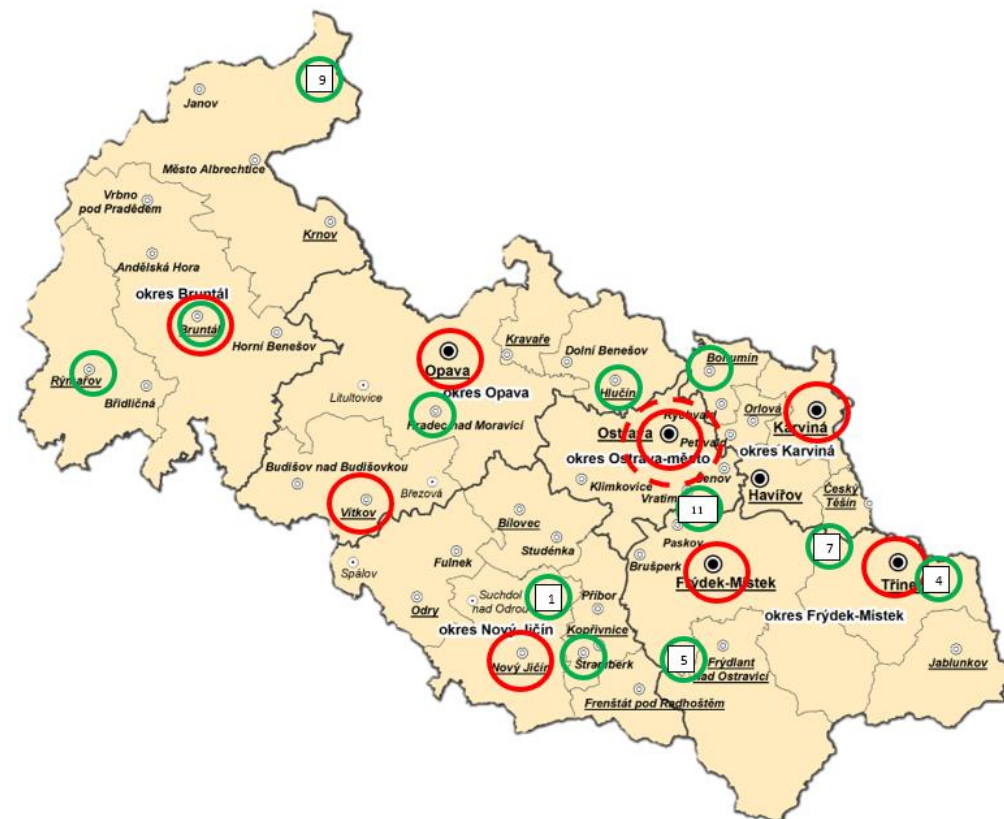 9
Janov
Město Albrechtice
Vrbno
pod Pradědem
Krnov
Andělská Hora
okres Bruntál
Bruntál
Horní Benešov
Rýmařov
Břidličná
Opava
okres Opava
Kravaře
Dolní Benešov
Hlučín
Bohumín
Litultovice
Hradec nad Moravicí
Ostrava
okres Ostrava-město
Rychvald
Orlová
Petřvald
Karviná
okres Karviná
Budišov nad Budišovkou
Vítkov
Březová
Klimkovice
Šenov
Vratimov
Havířov
Český
Těšín
11
Bílovec
Studénka
Paskov
7
Fulnek
Spálov
Brušperk
Frýdek-Místek
Třinec
4
Odry
Suchdol
nad Odrou
1
Příbor
okres Nový Jičín
okres Frýdek-Místek
Kopřivnice
Nový Jičín
Štramberk
5
Frýdlant
nad Ostravicí
Jablunkov
Frenštát pod Radhoštěm